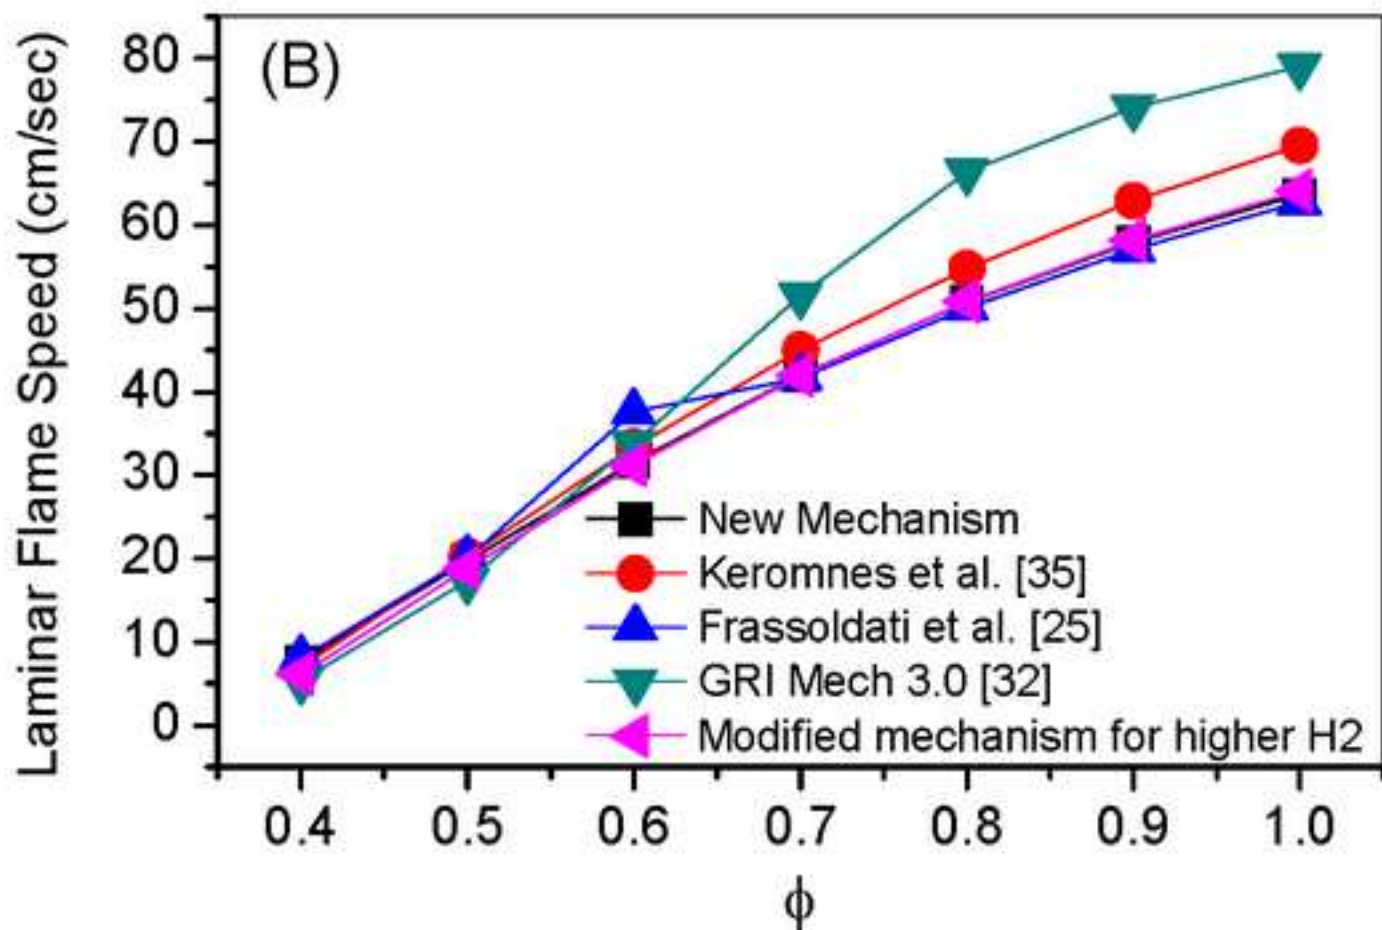 (B)
Laminar Flame Speed (cm/sec)
80
70
60
50
40
30
20
10
0
New Mechanism
Keromnes et al. [35]
Frassoldati et al. [25]
GRI Mech 3.0 [32]
Modified mechanism for higher H2
0.4 0.5 0.6 0.7 0.8 0.9 1.0
ϕ